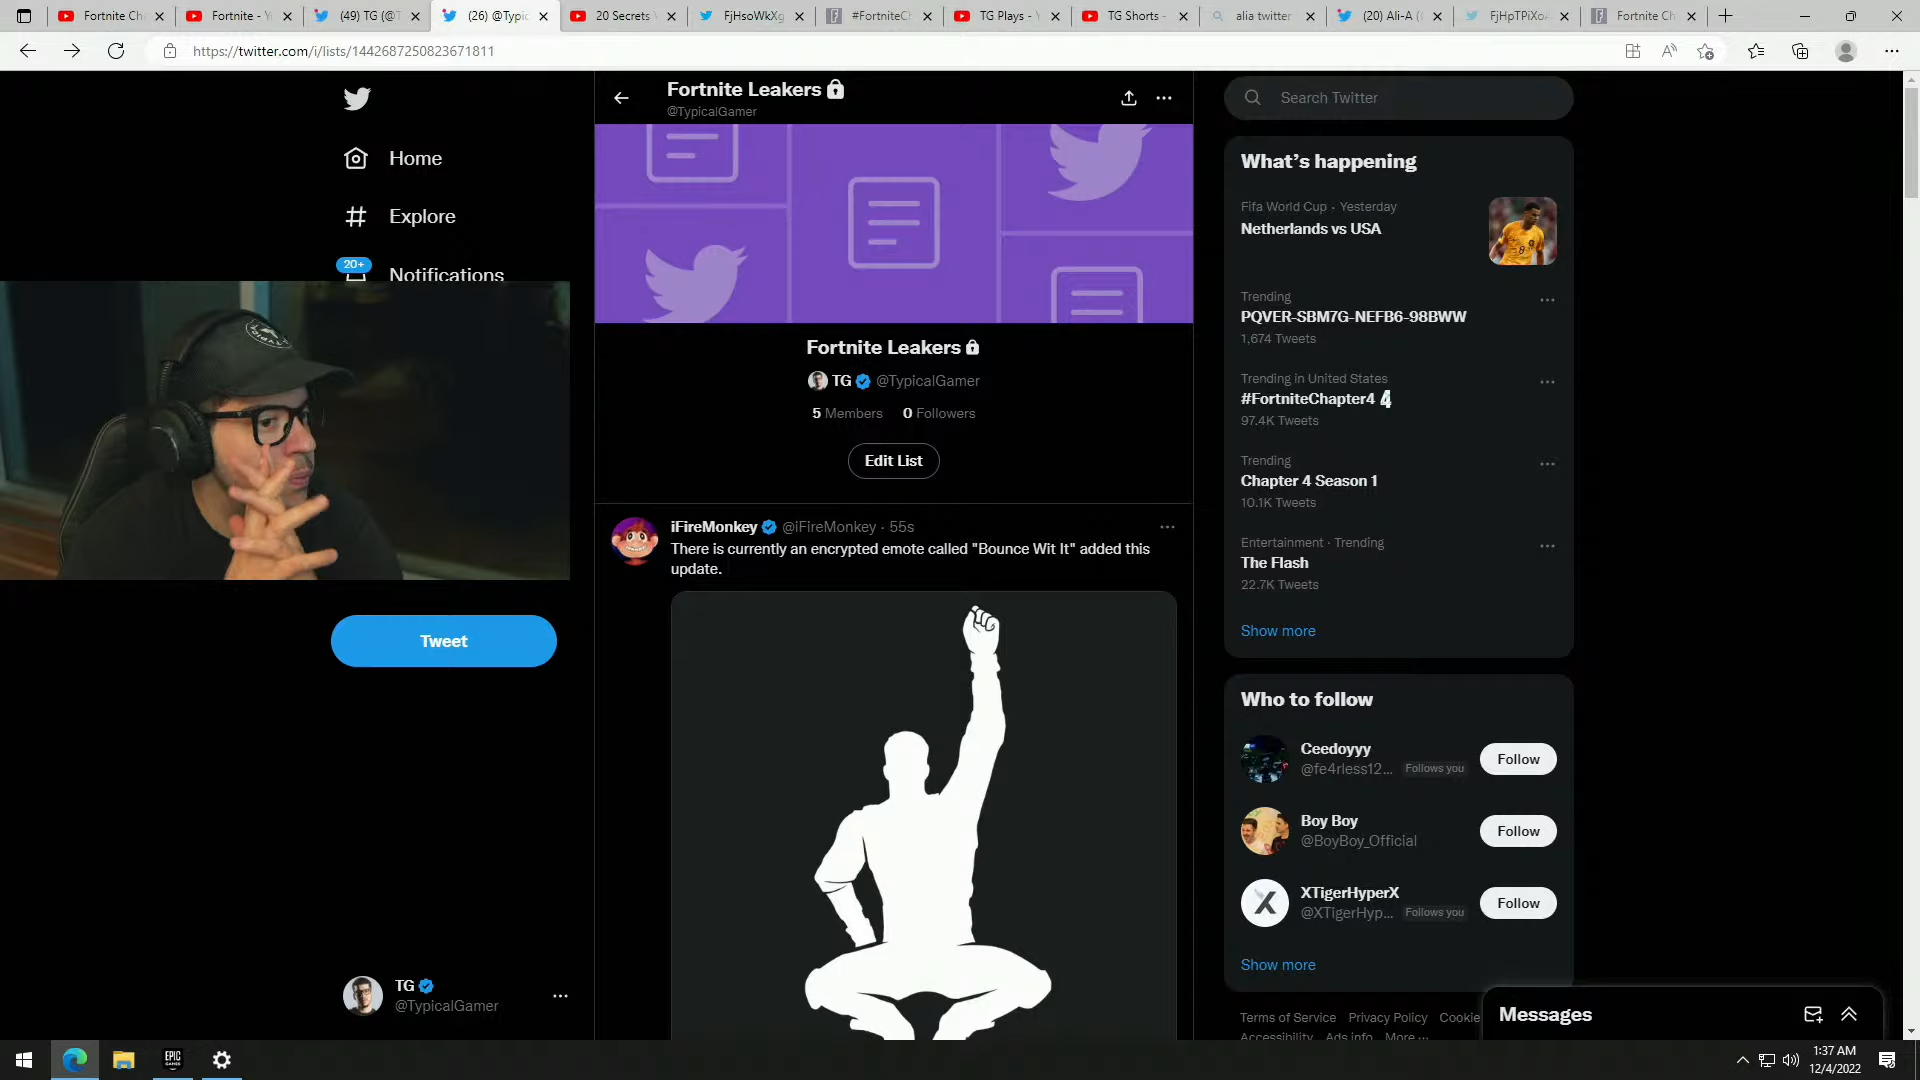 Fortnite Ch
Fortnite - Y
(49) TG (@T
(26) @Typic
20 Secrets
FjHsoWkXg
#FortniteCh
TG Plays - Y
TG Shorts -
alia twitter
(20) Ali-A (
FjHpTPiXoA
Fortnite Ch
https://twitter.com/i/lists/1442687250823671811
Home
Explore
20+
Notifications
Tweet
TG
@TypicalGamer
Fortnite Leakers
@TypicalGamer
Fortnite Leakers
TG @TypicalGamer
5 Members 0 Followers
Edit List
iFireMonkey @iFireMonkey · 55s
There is currently an encrypted emote called "Bounce Wit It" added this
update.
Search Twitter
What's happening
Fifa World Cup · Yesterday
Netherlands vs USA
Trending
PQVER-SBM7G-NEFB6-98BWW
1,674 Tweets
Trending in United States
#FortniteChapter4 4
97.4K Tweets
Trending
Chapter 4 Season 1
10.1K Tweets
Entertainment · Trending
The Flash
22.7K Tweets
Show more
Who to follow
Ceedoyyy
@fe4rless12... Follows you
Follow
Boy Boy
@BoyBoy_Official
Follow
XTigerHyperX
@XTigerHyp... Follows you
Follow
Show more
Terms of Service Privacy Policy Cookie
Accessibility Ads info More ...
Messages
EPIC
GAMES
1:37 AM
12/4/2022